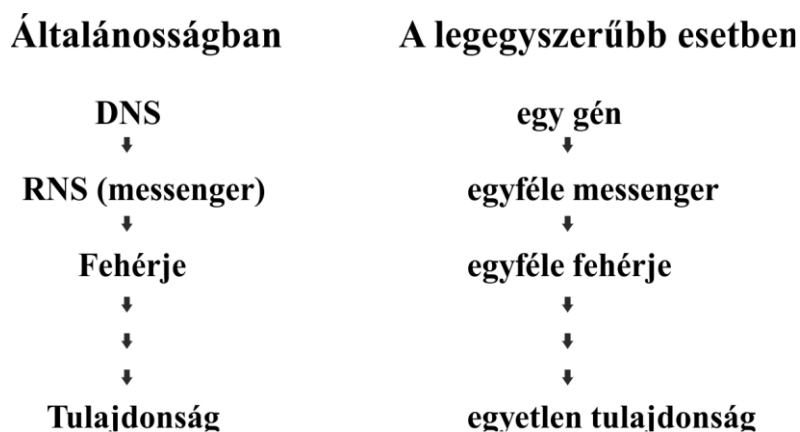 Általánosságban
A legegyszerűbb esetben
DNS
egy gén
RNS (messenger)
egyféle messenger
Fehérje
egyféle fehérje
Tulajdonság
egyetlen tulajdonság